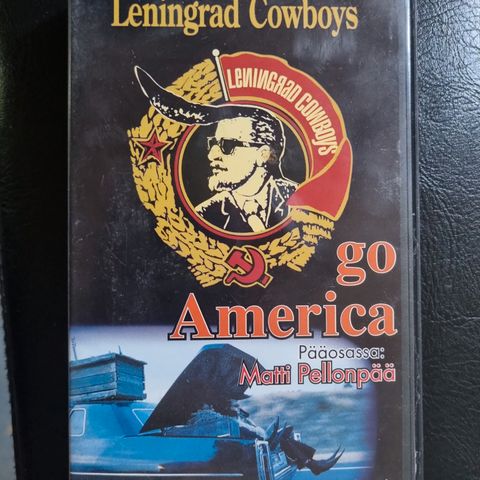 Leningrad Cowboys
LENINGRAD COWBOYS
go
America
Pääosassa:
Matti Pellonpää